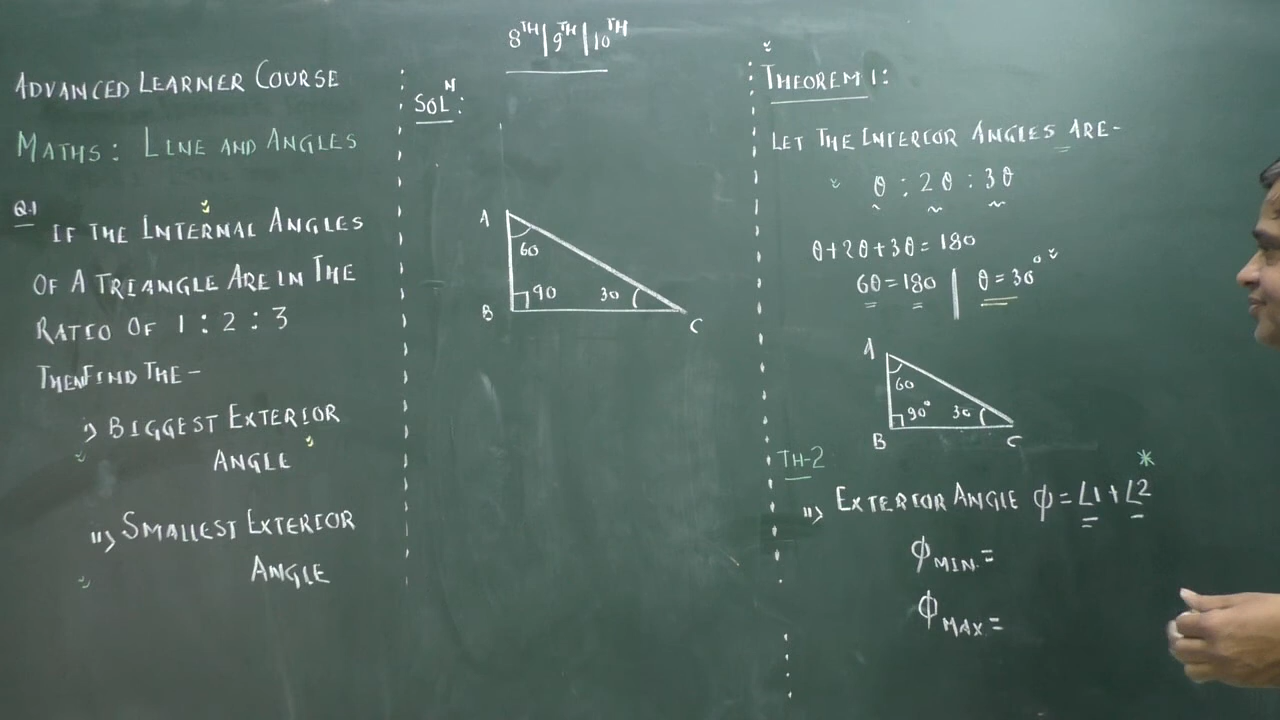 8TH|9TH|10TH
ADVANCED LEARNER COURSE
MATHS: LINE AND ANGLES
Q.1
IF THE INTERNAL ANGLES
OF A TRIANGLE ARE IN THE
RATIO OF 1 : 2 : 3
THEN FIND THE -
i) BIGGEST EXTERIOR
ANGLE
ii) SMALLEST EXTERIOR
ANGLE
SOLN:
A
60
90
30
B
C
THEOREM 1:
LET THE INTERIOR ANGLES ARE-
θ : 2θ : 3θ
θ+2θ+3θ=180
6θ=180 | θ=30°
A
60
90°
30
B
C
TH-2
*
ii) EXTERIOR ANGLE ϕ=∠1+∠2
ϕMIN.=
ϕMAX=